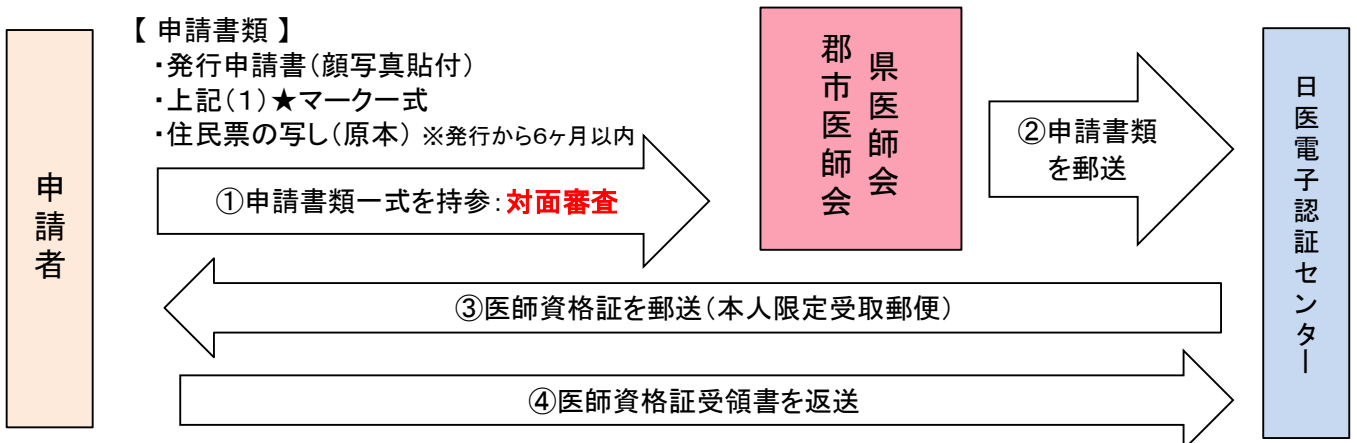 【 申請書類 】
・発行申請書(顔写真貼付)
・上記(1)★マーク一式
・住民票の写し(原本) ※発行から6ヶ月以内
申請者
①申請書類一式を持参:対面審査
県医師会
郡市医師会
②申請書類
を郵送
日医電子認証センター
③医師資格証を郵送(本人限定受取郵便)
④医師資格証受領書を返送